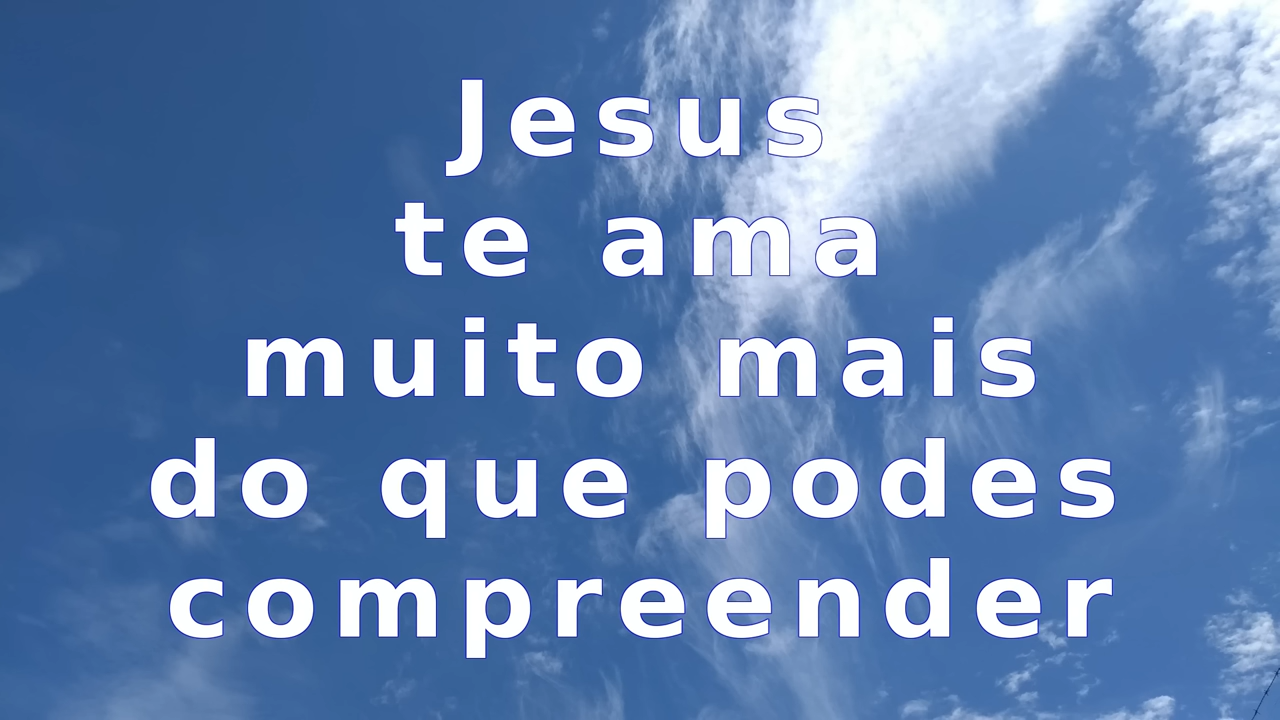 Jesus
te ama
muito mais
do que podes
compreender